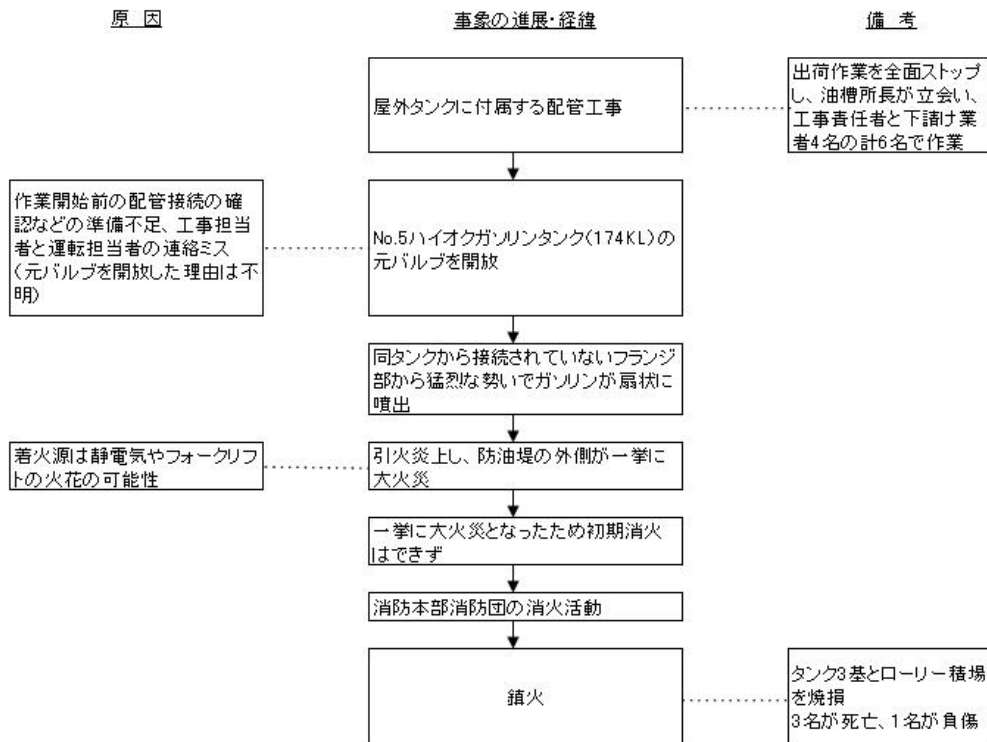 原 因
事象の進展・経緯
備 考
屋外タンクに付属する配管工事
出荷作業を全面ストップ
し、油槽所長が立会い、
工事責任者と下請け業
者4名の計6名で作業
作業開始前の配管接続の確
認などの準備不足、工事担当
者と運転担当者の連絡ミス
(元バルブを開放した理由は不
明)
No.5ハイオクガソリンタンク(174KL)の
元バルブを開放
同タンクから接続されていないフランジ
部から猛烈な勢いでガソリンが扇状に
噴出
着火源は静電気やフォークリフ
トの火花の可能性
引火炎上し、防油堤の外側が一挙に
大火災
一挙に大火災となったため初期消火
はできず
消防本部消防団の消火活動
鎮火
タンク3基とローリー積場
を焼損
3名が死亡、1名が負傷